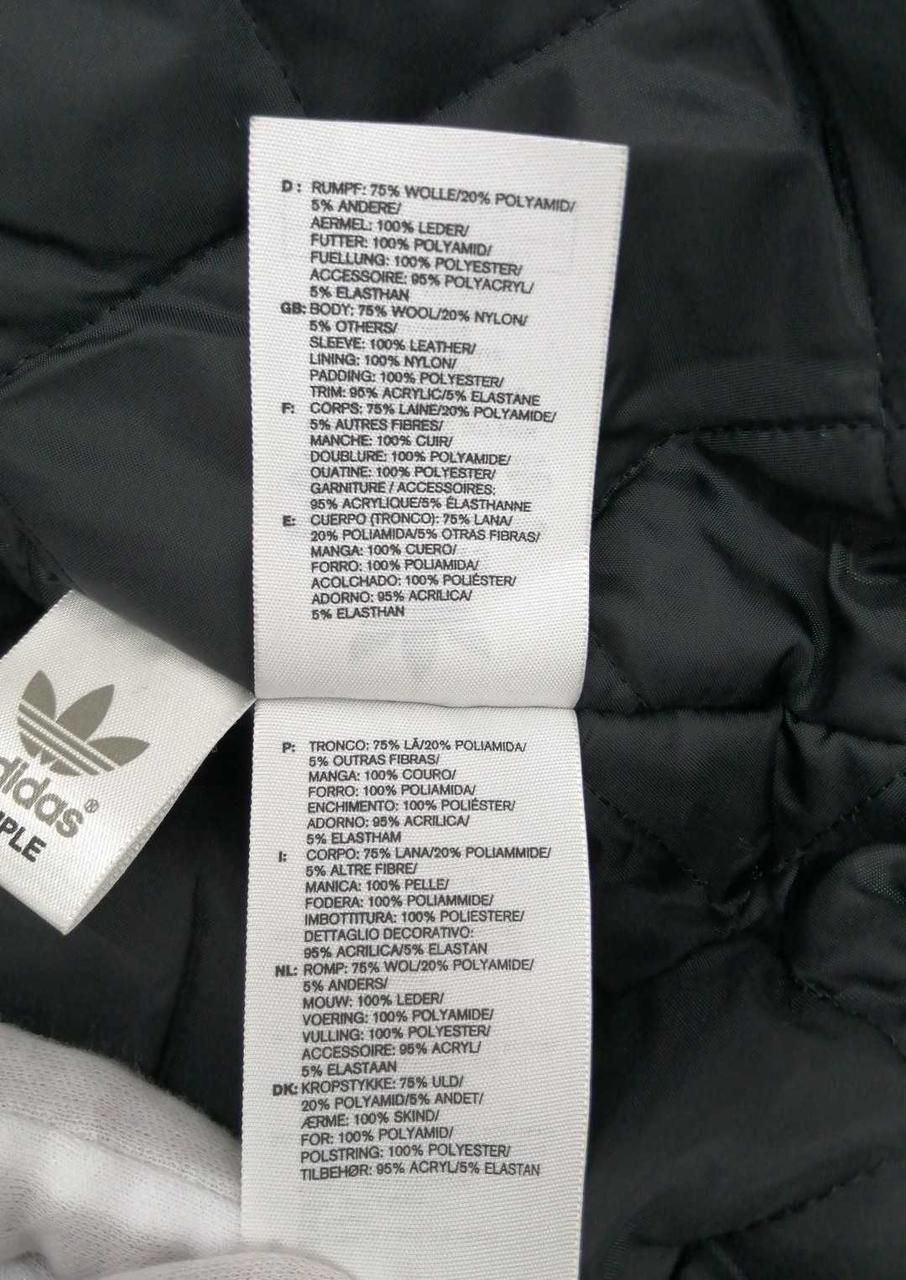 D: RUMPF: 75% WOLLE/20% POLYAMID/
5% ANDERE/
AERMEL: 100% LEDER/
FUTTER: 100% POLYAMID/
FUELLUNG: 100% POLYESTER/
ACCESSOIRE: 95% POLYACRYL/
5% ELASTHAN
GB: BODY: 75% WOOL/20% NYLON/
5% OTHERS/
SLEEVE: 100% LEATHER/
LINING: 100% NYLON/
PADDING: 100% POLYESTER/
TRIM: 95% ACRYLIC/5% ELASTANE
F: CORPS: 75% LAINE/20% POLYAMIDE/
5% AUTRES FIBRES/
MANCHE: 100% CUIR/
DOUBLURE: 100% POLYAMIDE/
OUATINE: 100% POLYESTER/
GARNITURE / ACCESSOIRES:
95% ACRYLIQUE/5% ÉLASTHANNE
E: CUERPO (TRONCO): 75% LANA/
20% POLIAMIDA/5% OTRAS FIBRAS/
MANGA: 100% CUERO/
FORRO: 100% POLIAMIDA/
ACOLCHADO: 100% POLIÉSTER/
ADORNO: 95% ACRILICA/
5% ELASTHAN
P: TRONCO: 75% LÃ/20% POLIAMIDA/
5% OUTRAS FIBRAS/
MANGA: 100% COURO/
FORRO: 100% POLIAMIDA/
ENCHIMENTO: 100% POLIÉSTER/
ADORNO: 95% ACRILICA/
5% ELASTHAM
I: CORPO: 75% LANA/20% POLIAMMIDE/
5% ALTRE FIBRE/
MANICA: 100% PELLE/
FODERA: 100% POLIAMMIDE/
IMBOTTITURA: 100% POLIESTERE/
DETTAGLIO DECORATIVO:
95% ACRILICA/5% ELASTAN
NL: ROMP: 75% WOL/20% POLYAMIDE/
5% ANDERS/
MOUW: 100% LEDER/
VOERING: 100% POLYAMIDE/
VULLING: 100% POLYESTER/
ACCESSOIRE: 95% ACRYL/
5% ELASTAAN
DK: KROPSTYKKE: 75% ULD/
20% POLYAMID/5% ANDET/
ÆRME: 100% SKIND/
FOR: 100% POLYAMID/
POLSTRING: 100% POLYESTER/
TILBEHØR: 95% ACRYL/5% ELASTAN
adidas®